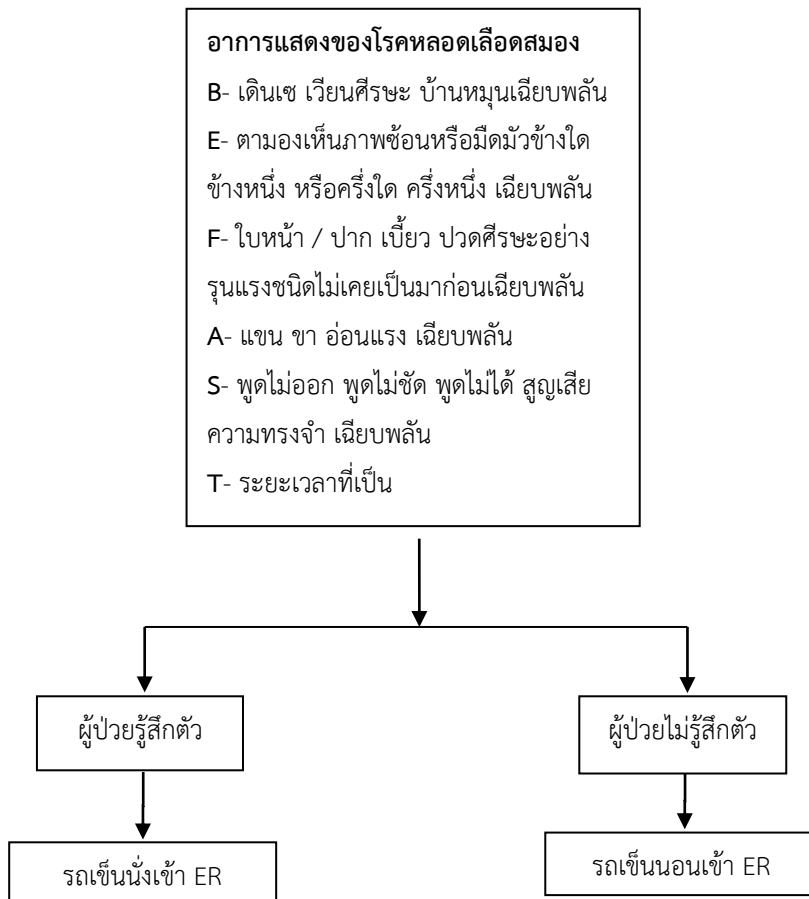 อาการแสดงของโรคหลอดเลือดสมอง
B- เดินเซ เวียนศีรษะ บ้านหมุนเฉียบพลัน
E- ตามองเห็นภาพซ้อนหรือมืดมัวข้างใด
ข้างหนึ่ง หรือครึ่งใด ครึ่งหนึ่ง เฉียบพลัน
F- ใบหน้า / ปาก เบี้ยว ปวดศีรษะอย่าง
รุนแรงชนิดไม่เคยเป็นมาก่อนเฉียบพลัน
A- แขน ขา อ่อนแรง เฉียบพลัน
S- พูดไม่ออก พูดไม่ชัด พูดไม่ได้ สูญเสีย
ความทรงจำ เฉียบพลัน
T- ระยะเวลาที่เป็น
ผู้ป่วยรู้สึกตัว
ผู้ป่วยไม่รู้สึกตัว
รถเข็นนั่งเข้า ER
รถเข็นนอนเข้า ER